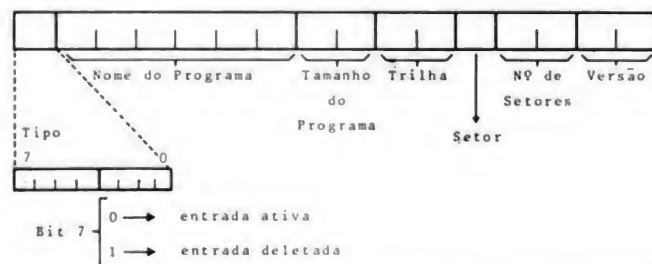 Nome do Programa
Tamanho do Programa
Trilha
Setor
Nº de Setores
Versão
Tipo
7 0
Bit 7
0 → entrada ativa
1 → entrada deletada